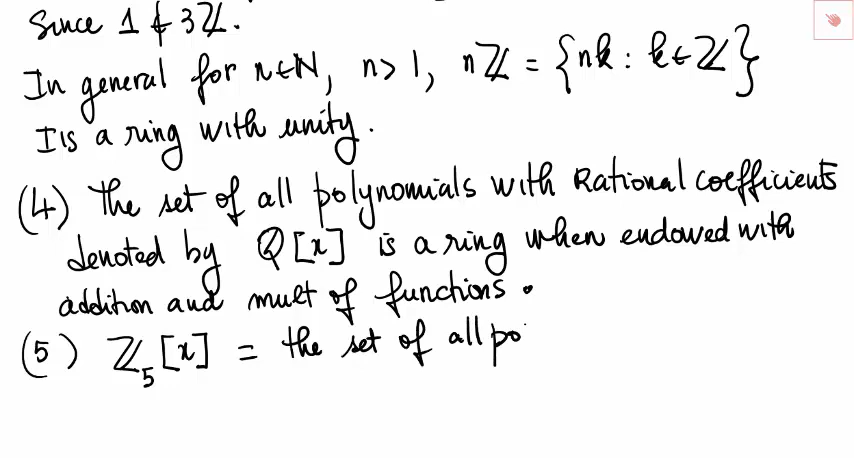 Since 1 ∉ 3ℤ.
In general for n∈ℕ, n>1, nℤ = {nk : k∈ℤ}
Iis a ring with unity.
(4) The set of all polynomials with Rational coefficients
denoted by ℚ[x] is a ring when endowed with
addition and mult of functions.
(5) ℤ₅[x] = the set of all po